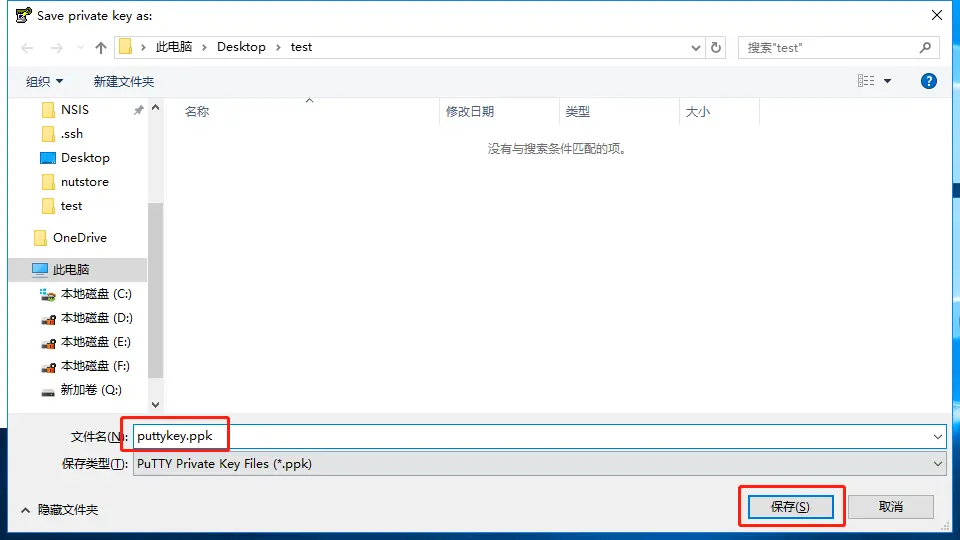 Save private key as:
此电脑 Desktop test
搜索"test"
组织 新建文件夹
名称 修改日期 类型 大小
没有与搜索条件匹配的项。
NSIS
.ssh
Desktop
nutstore
test
OneDrive
此电脑
本地磁盘 (C:)
本地磁盘 (D:)
本地磁盘 (E:)
本地磁盘 (F:)
新加卷 (Q:)
文件名(N): puttykey.ppk
保存类型(T): PuTTY Private Key Files (*.ppk)
隐藏文件夹
保存(S) 取消